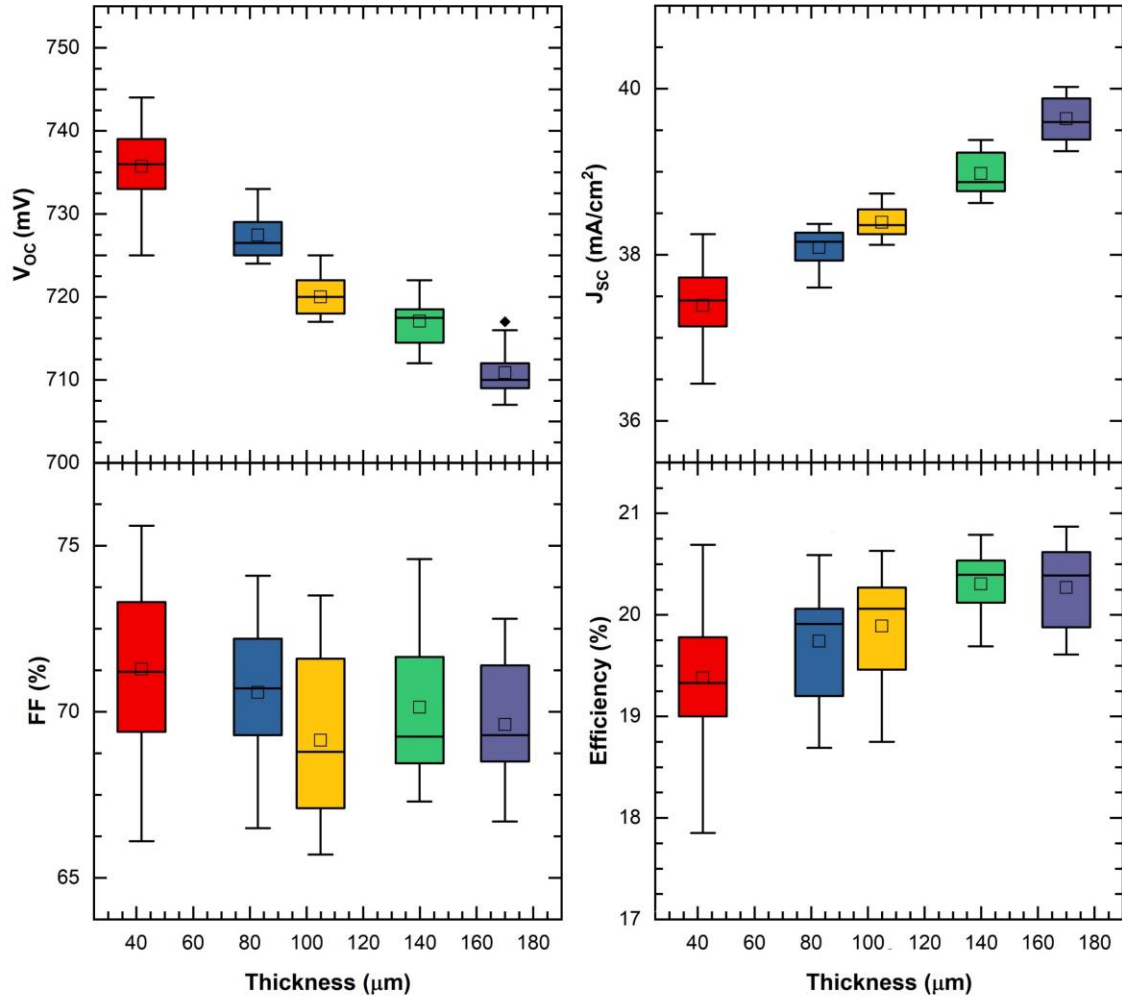 750
740
730
720
710
700
V_OC (mV)
40
38
36
J_SC (mA/cm²)
75
70
65
FF (%)
40 60 80 100 120 140 160 180
Thickness (μm)
21
20
19
18
17
Efficiency (%)
40 60 80 100 120 140 160 180
Thickness (μm)